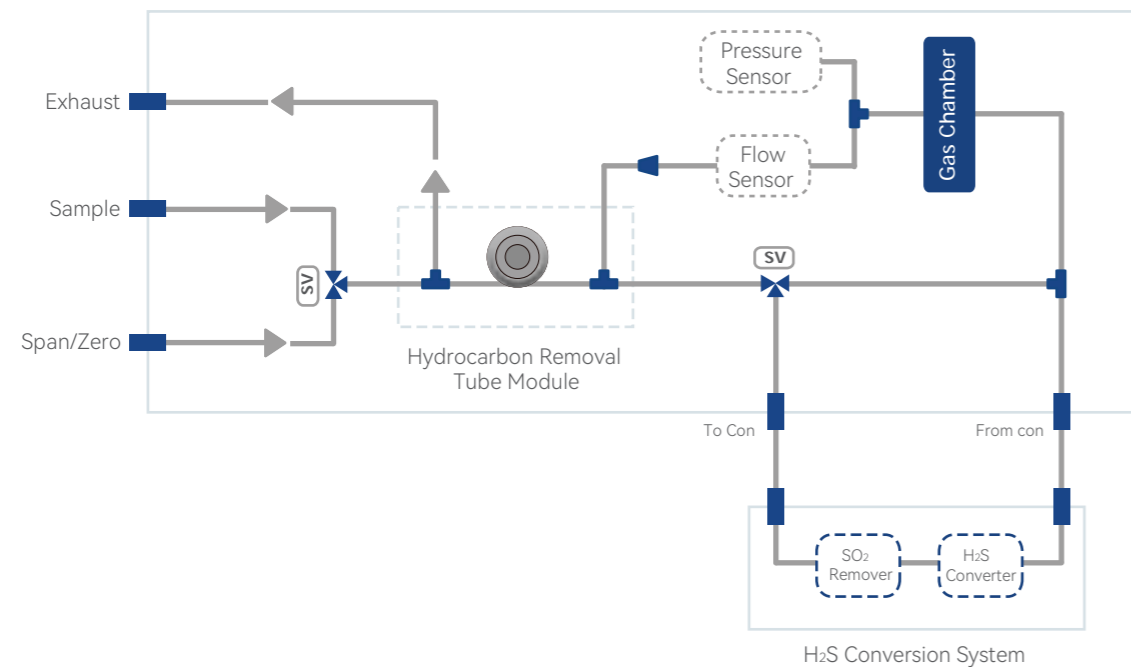 Pressure
Sensor
Gas Chamber
Exhaust
Flow
Sensor
Sample
SV
SV
Span/Zero
Hydrocarbon Removal
Tube Module
To Con
From con
SO₂
Remover
H₂S
Converter
H₂S Conversion System